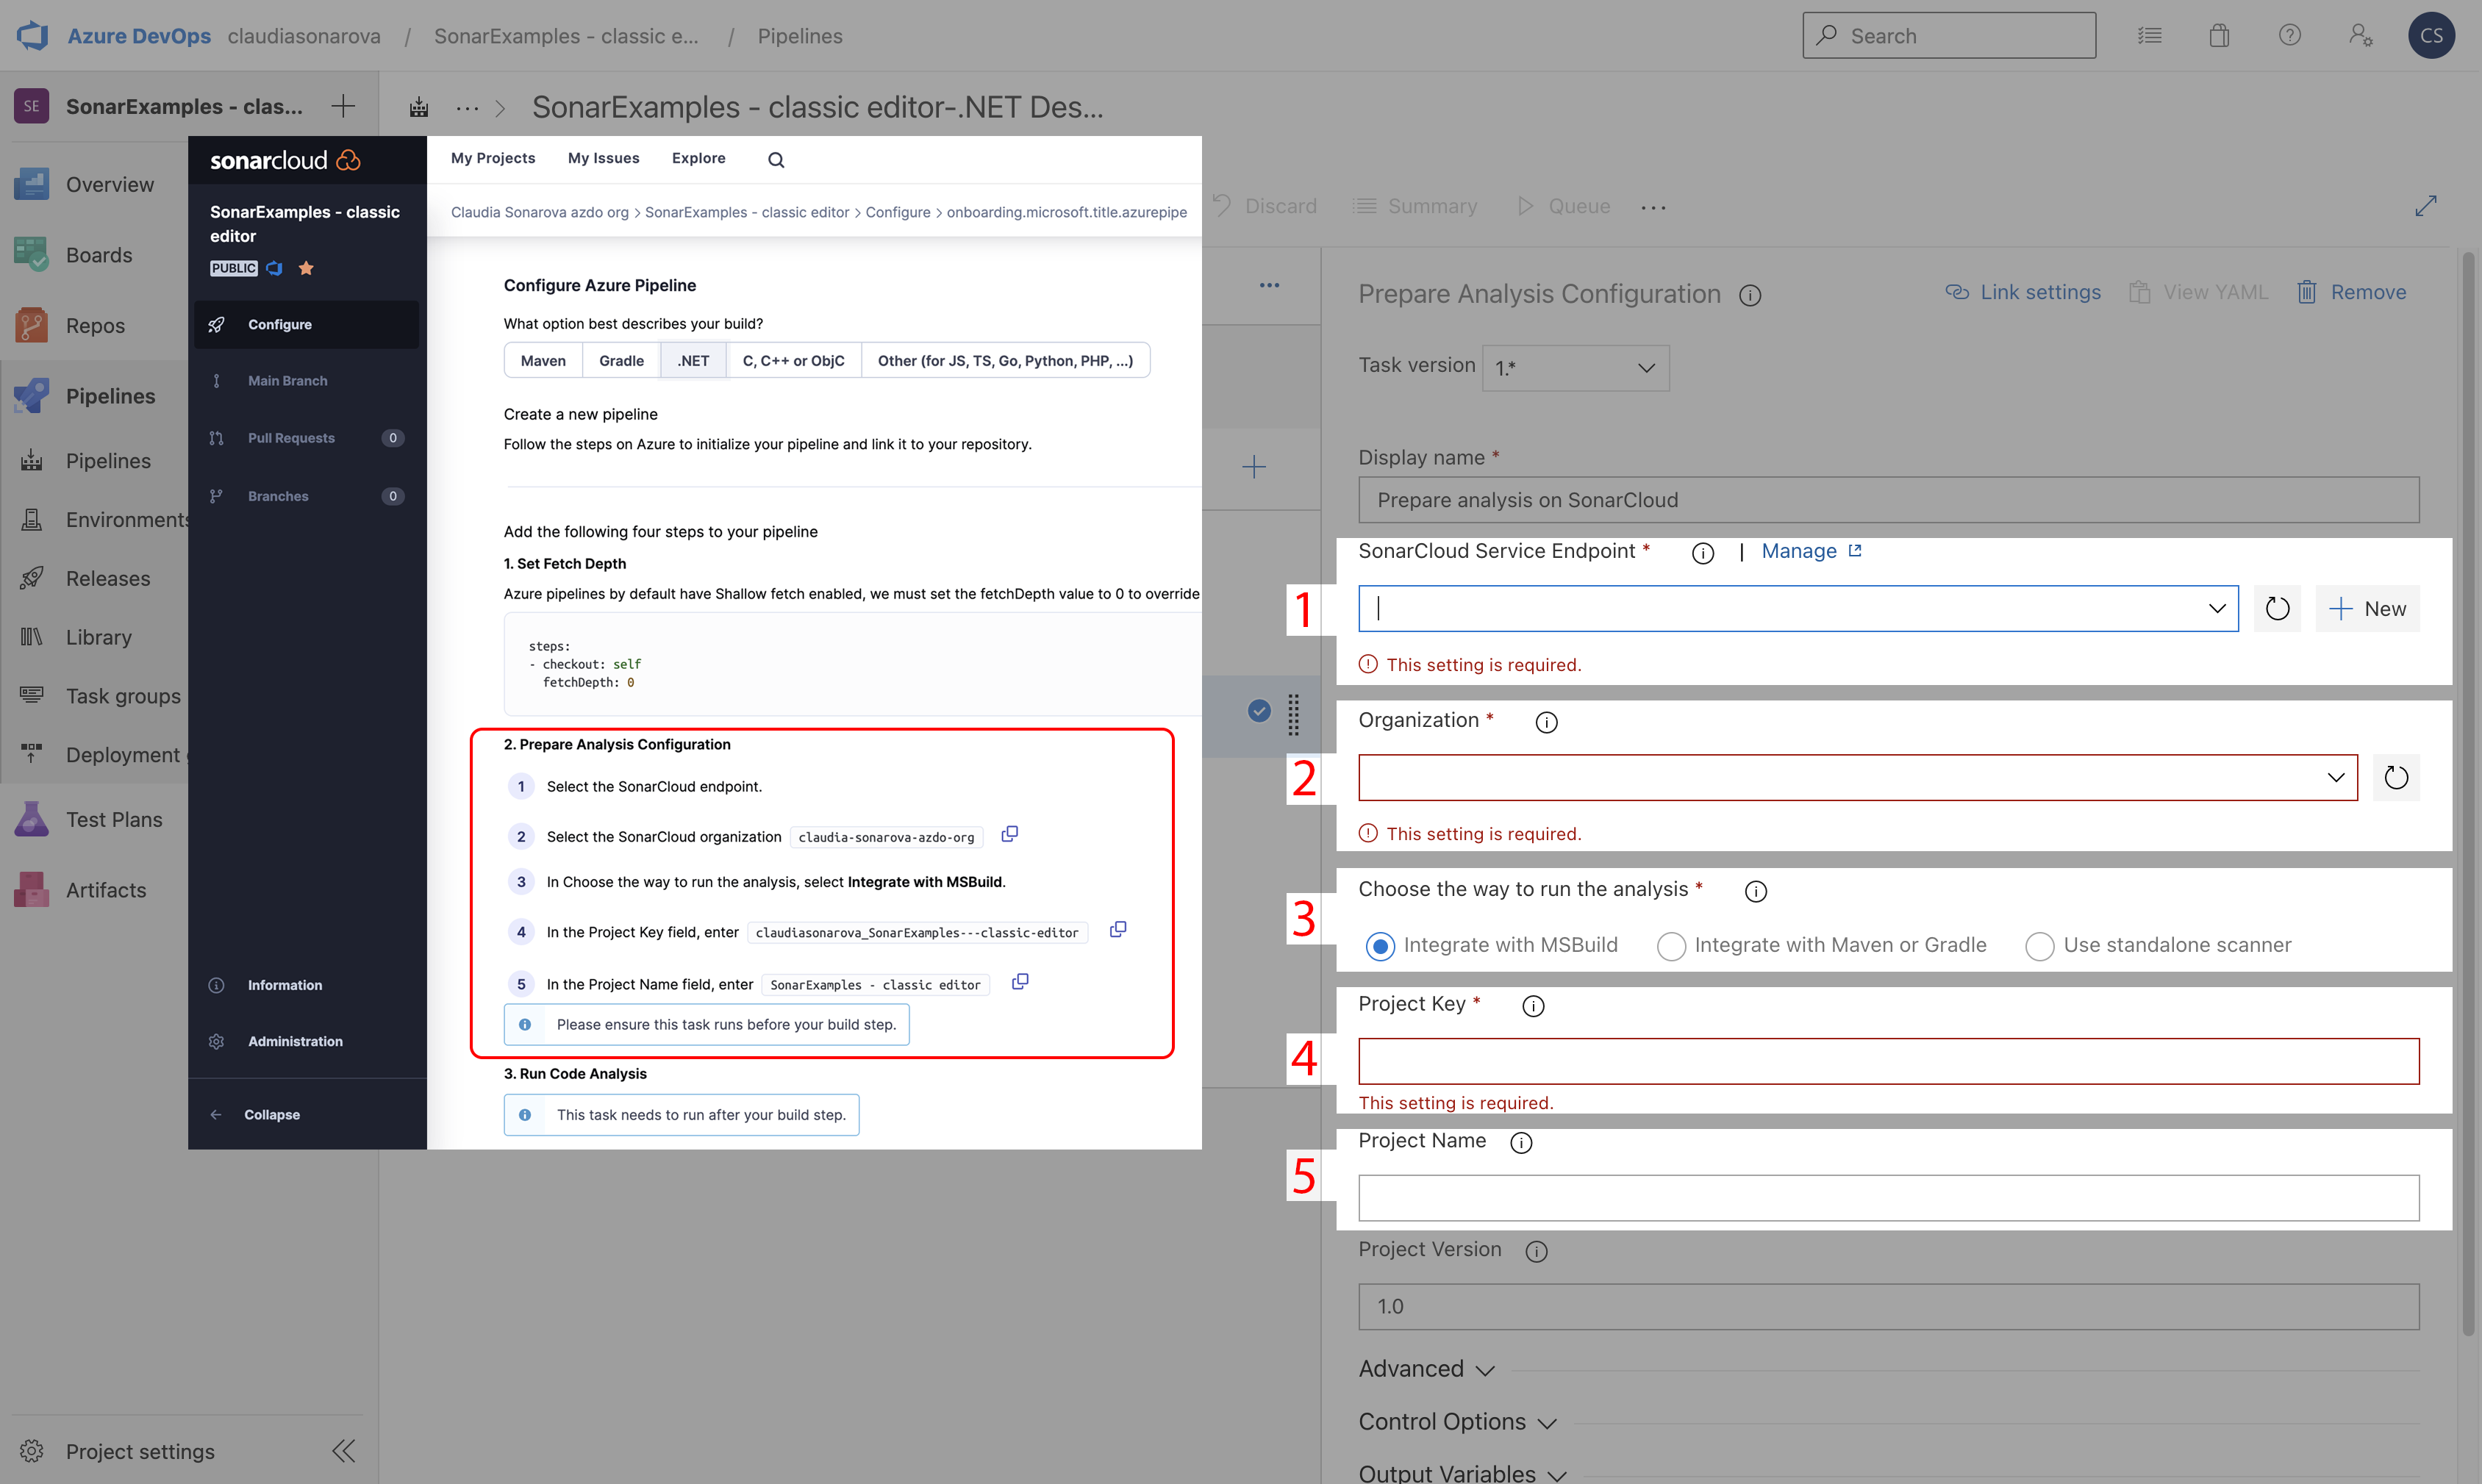 Azure DevOps claudiasonarova / SonarExamples - classic e... / Pipelines
Search
CS
SE SonarExamples - clas...
SonarExamples - classic editor-.NET Des...
Overview
Boards
Repos
Pipelines
Pipelines
Environments
Releases
Library
Task groups
Deployment
Test Plans
Artifacts
Project settings
sonarcloud
My Projects My Issues Explore
SonarExamples - classic
editor
PUBLIC
Configure
Main Branch
Pull Requests 0
Branches 0
Information
Administration
Collapse
Claudia Sonarova azdo org > SonarExamples - classic editor > Configure > onboarding.microsoft.title.azurepipe
Configure Azure Pipeline
What option best describes your build?
Maven Gradle .NET C, C++ or ObjC Other (for JS, TS, Go, Python, PHP, ...)
Create a new pipeline
Follow the steps on Azure to initialize your pipeline and link it to your repository.
Add the following four steps to your pipeline
1. Set Fetch Depth
Azure pipelines by default have Shallow fetch enabled, we must set the fetchDepth value to 0 to override
steps:
- checkout: self
fetchDepth: 0
2. Prepare Analysis Configuration
1 Select the SonarCloud endpoint.
2 Select the SonarCloud organization claudia-sonarova-azdo-org
3 In Choose the way to run the analysis, select Integrate with MSBuild.
4 In the Project Key field, enter claudiasonarova_SonarExamples---classic-editor
5 In the Project Name field, enter SonarExamples - classic editor
Please ensure this task runs before your build step.
3. Run Code Analysis
This task needs to run after your build step.
Discard Summary Queue ...
Prepare Analysis Configuration
Link settings View YAML Remove
Task version 1.*
Display name *
Prepare analysis on SonarCloud
SonarCloud Service Endpoint * | Manage
1
New
This setting is required.
Organization *
2
This setting is required.
Choose the way to run the analysis *
3
Integrate with MSBuild Integrate with Maven or Gradle Use standalone scanner
Project Key *
4
This setting is required.
Project Name
5
Project Version
1.0
Advanced
Control Options
Output Variables